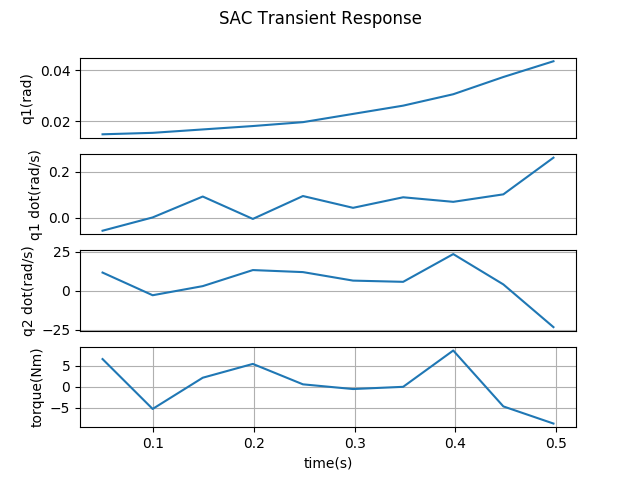 SAC Transient Response
q1(rad)
0.04
0.02
q1 dot(rad/s)
0.2
0.0
q2 dot(rad/s)
25
0
−25
torque(Nm)
5
0
−5
0.1 0.2 0.3 0.4 0.5
time(s)